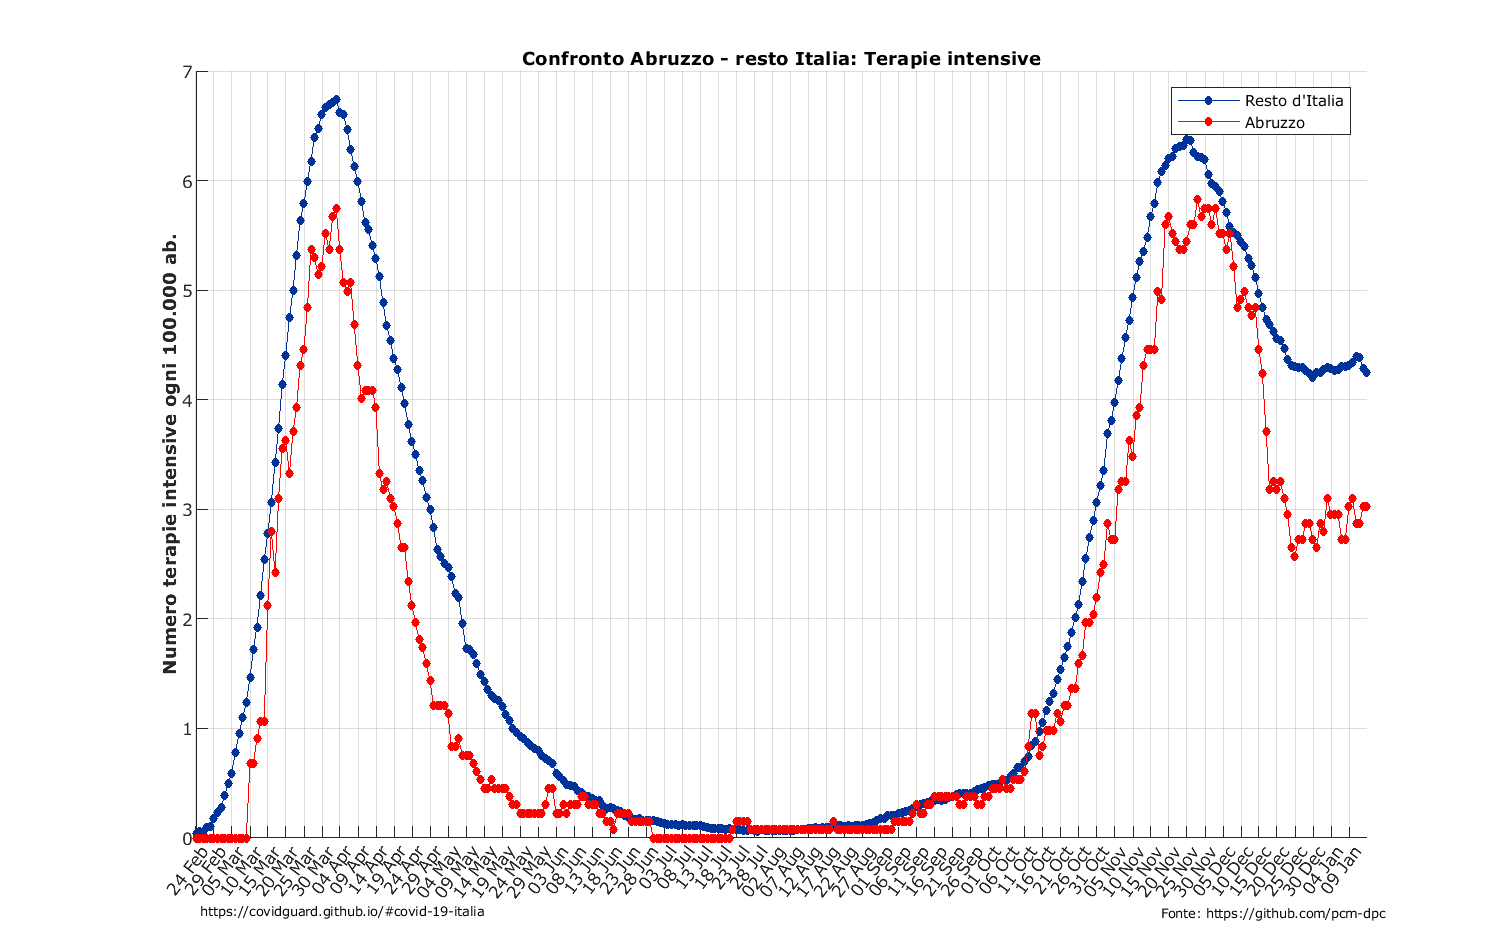 Confronto Abruzzo - resto Italia: Terapie intensive
Numero terapie intensive ogni 100.000 ab.
7
6
5
4
3
2
1
0
Resto d'Italia
Abruzzo
24 Feb
29 Feb
05 Mar
10 Mar
15 Mar
20 Mar
25 Mar
30 Mar
04 Apr
09 Apr
14 Apr
19 Apr
24 Apr
29 Apr
04 May
09 May
14 May
19 May
24 May
29 May
03 Jun
08 Jun
13 Jun
18 Jun
23 Jun
28 Jun
03 Jul
08 Jul
13 Jul
18 Jul
23 Jul
28 Jul
02 Aug
07 Aug
12 Aug
17 Aug
22 Aug
27 Aug
01 Sep
06 Sep
11 Sep
16 Sep
21 Sep
26 Sep
01 Oct
06 Oct
11 Oct
16 Oct
21 Oct
26 Oct
31 Oct
05 Nov
10 Nov
15 Nov
20 Nov
25 Nov
30 Nov
05 Dec
10 Dec
15 Dec
20 Dec
25 Dec
30 Dec
04 Jan
09 Jan
https://covidguard.github.io/#covid-19-italia
Fonte: https://github.com/pcm-dpc